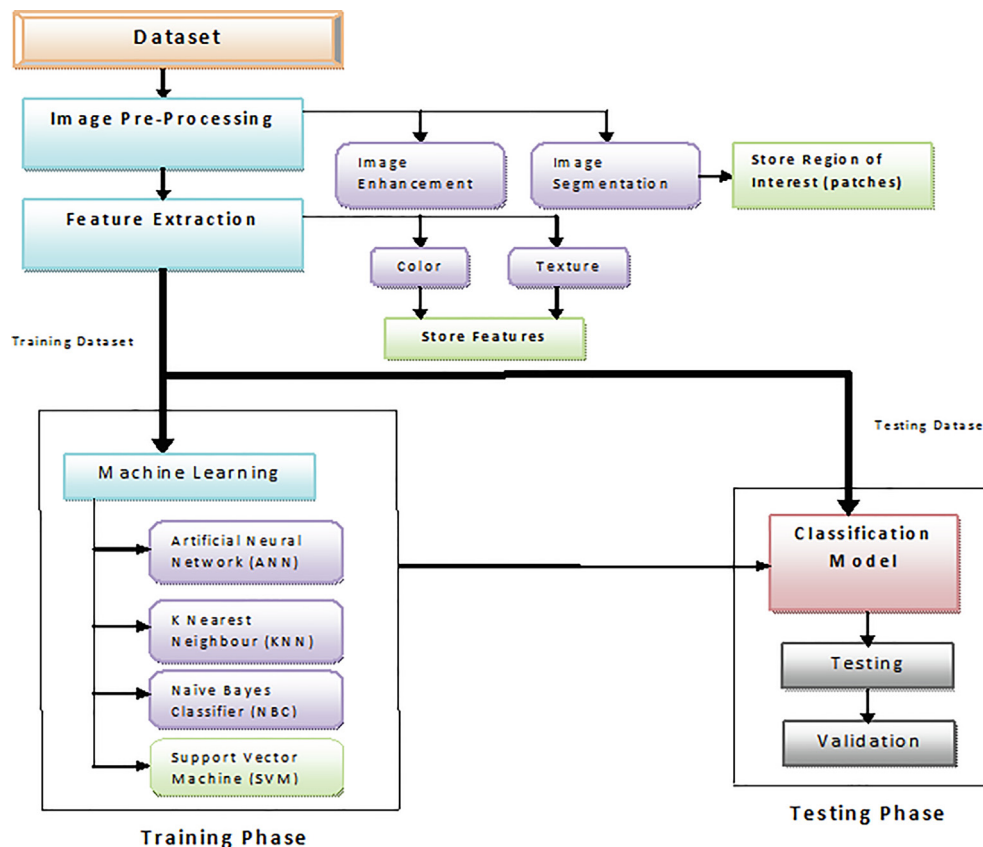 Dataset
Image Pre-Processing
Image
Enhancement
Image
Segmentation
Store Region of
Interest (patches)
Feature Extraction
Color
Texture
Store Features
Training Dataset
Testing Dataset
Machine Learning
Artificial Neural
Network (ANN)
K Nearest
Neighbour (KNN)
Naïve Bayes
Classifier (NBC)
Support Vector
Machine (SVM)
Training Phase
Classification
Model
Testing
Validation
Testing Phase